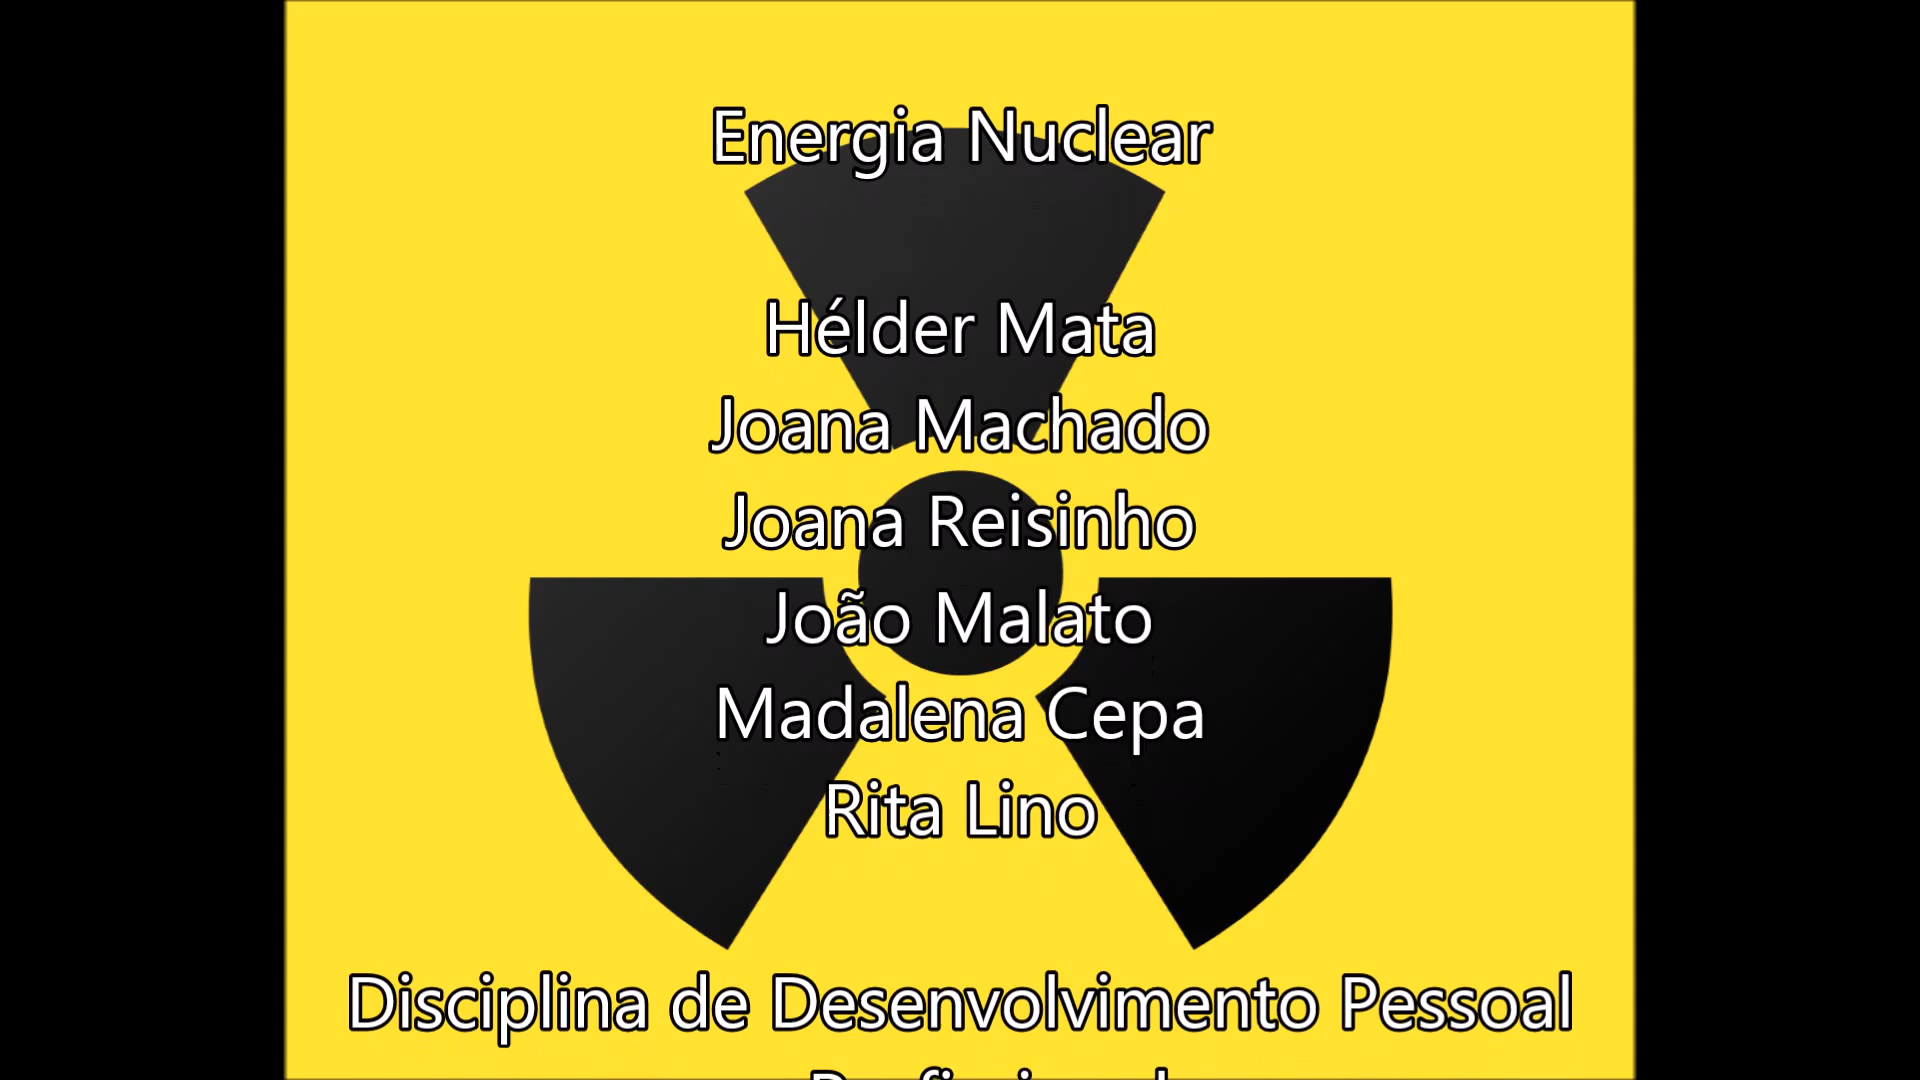 Energia Nuclear
Hélder Mata
Joana Machado
Joana Reisinho
João Malato
Madalena Cepa
Rita Lino
Disciplina de Desenvolvimento Pessoal